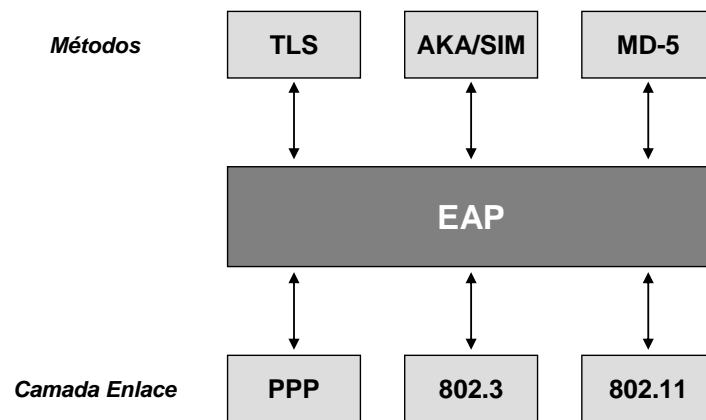 Métodos TLS AKA/SIM MD-5
EAP
Camada Enlace PPP 802.3 802.11